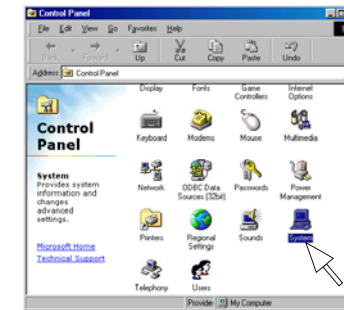 Control Panel
File Edit View Go Favorites Help
Back Forward Up Cut Copy Paste Undo
Address Control Panel
Control
Panel
System
Provides system
information and
changes
advanced
settings.
Microsoft Home
Technical Support
Display Fonts Game Controllers Internet Options
Keyboard Modems Mouse Multimedia
Network ODBC Data Sources (32bit) Passwords Power Management
Printers Regional Settings Sounds System
Telephony Users
Provide My Computer